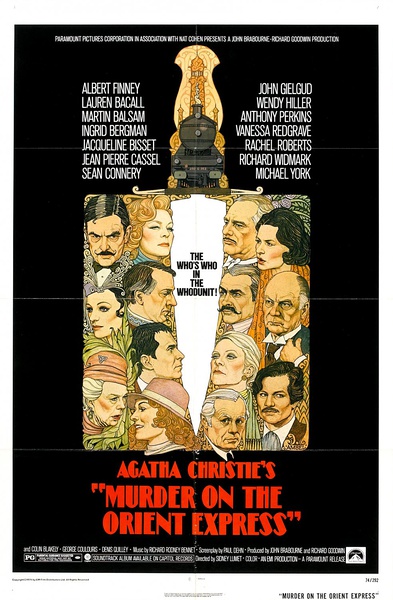 PARAMOUNT PICTURES CORPORATION IN ASSOCIATION WITH NAT COHEN PRESENTS A JOHN BRABOURNE-RICHARD GOODWIN PRODUCTION
ALBERT FINNEY
LAUREN BACALL
MARTIN BALSAM
INGRID BERGMAN
JACQUELINE BISSET
JEAN PIERRE CASSEL
SEAN CONNERY
JOHN GIELGUD
WENDY HILLER
ANTHONY PERKINS
VANESSA REDGRAVE
RACHEL ROBERTS
RICHARD WIDMARK
MICHAEL YORK
THE
WHO'S WHO
IN THE
WHODUNIT!
AGATHA CHRISTIE'S
"MURDER ON THE
ORIENT EXPRESS"
and COLIN BLAKELY · GEORGE COULOURIS · DENIS QUILLEY · Music by RICHARD RODNEY BENNETT · Screenplay by PAUL DEHN · Produced by JOHN BRABOURNE and RICHARD GOODWIN
PG SOUNDTRACK ALBUM AVAILABLE ON CAPITOL RECORDS Directed by SIDNEY LUMET · COLOR · AN EMI PRODUCTION · A PARAMOUNT RELEASE
74/282
"MURDER ON THE ORIENT EXPRESS"